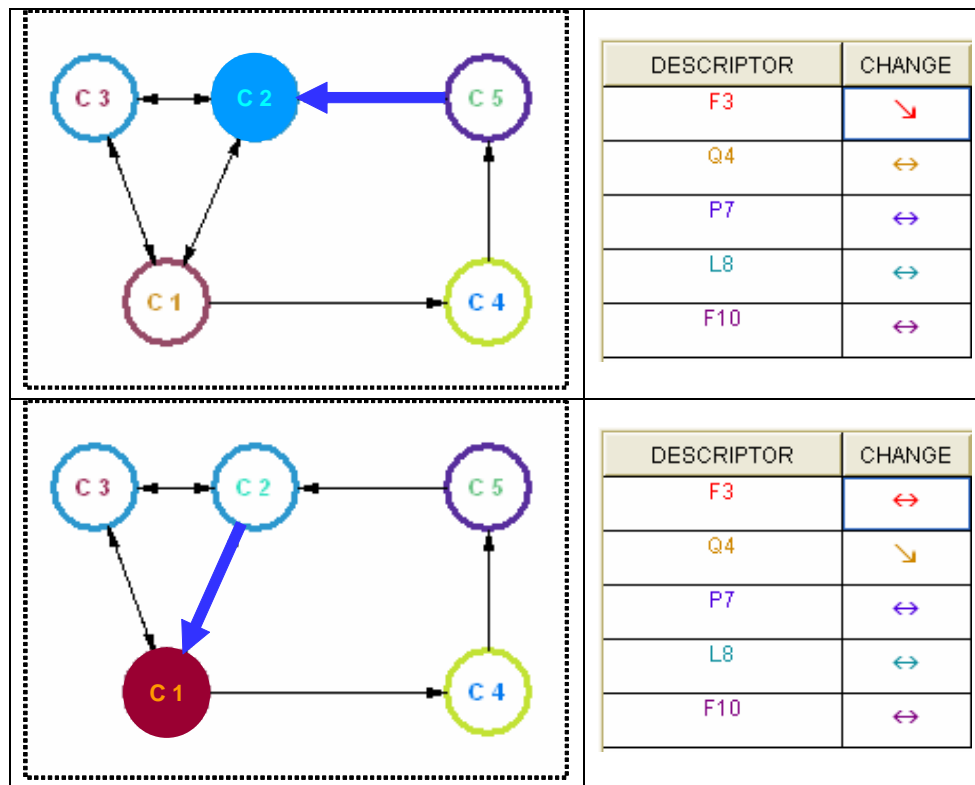 C 3
C 2
C 5
C 1
C 4
DESCRIPTOR CHANGE
F3 ↘
Q4 ↔
P7 ↔
L8 ↔
F10 ↔
C 3
C 2
C 5
C 1
C 4
DESCRIPTOR CHANGE
F3 ↔
Q4 ↘
P7 ↔
L8 ↔
F10 ↔